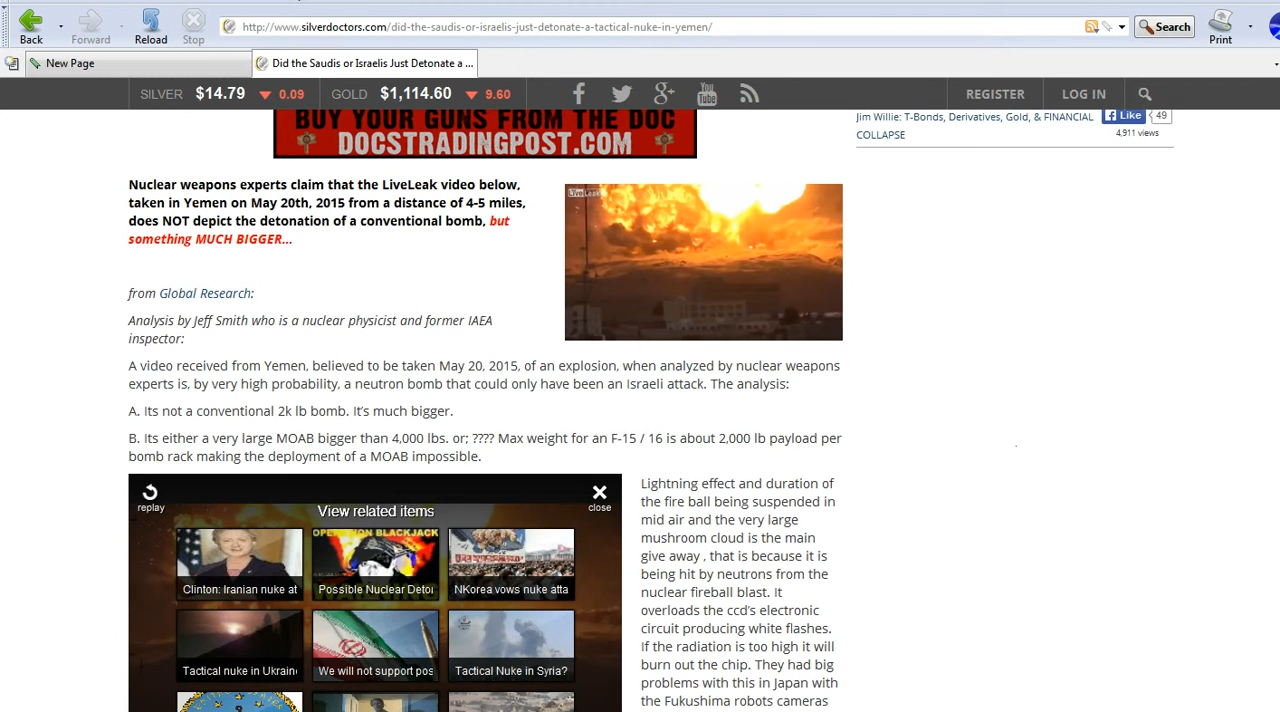 Back
Forward
Reload
Stop
http://www.silverdoctors.com/did-the-saudis-or-israelis-just-detonate-a-tactical-nuke-in-yemen/
Search
Print
New Page
Did the Saudis or Israelis Just Detonate a ...
SILVER $14.79 0.09 GOLD $1,114.60 9.60
You Tube
REGISTER
LOG IN
BUY YOUR GUNS FROM THE DOC
DOCSTRADINGPOST.COM
Jim Willie: T-Bonds, Derivatives, Gold, & FINANCIAL
COLLAPSE
Like 49
4,911 views
Nuclear weapons experts claim that the LiveLeak video below,
taken in Yemen on May 20th, 2015 from a distance of 4-5 miles,
does NOT depict the detonation of a conventional bomb, but
something MUCH BIGGER...
LiveLeak
from Global Research:
Analysis by Jeff Smith who is a nuclear physicist and former IAEA
inspector:
A video received from Yemen, believed to be taken May 20, 2015, of an explosion, when analyzed by nuclear weapons
experts is, by very high probability, a neutron bomb that could only have been an Israeli attack. The analysis:
A. Its not a conventional 2k lb bomb. It’s much bigger.
B. Its either a very large MOAB bigger than 4,000 lbs. or; ???? Max weight for an F-15 / 16 is about 2,000 lb payload per
bomb rack making the deployment of a MOAB impossible.
replay
View related items
close
OPERATION BLACKJACK
Clinton: Iranian nuke at
Possible Nuclear Deto
NKorea vows nuke atta
Tactical nuke in Ukrain
We will not support pos
Tactical Nuke in Syria?
Lightning effect and duration of
the fire ball being suspended in
mid air and the very large
mushroom cloud is the main
give away , that is because it is
being hit by neutrons from the
nuclear fireball blast. It
overloads the ccd’s electronic
circuit producing white flashes.
If the radiation is too high it will
burn out the chip. They had big
problems with this in Japan with
the Fukushima robots cameras